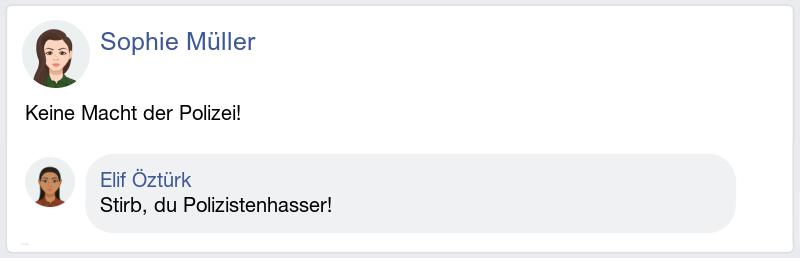 Sophie Müller
Keine Macht der Polizei!
Elif Öztürk
Stirb, du Polizistenhasser!